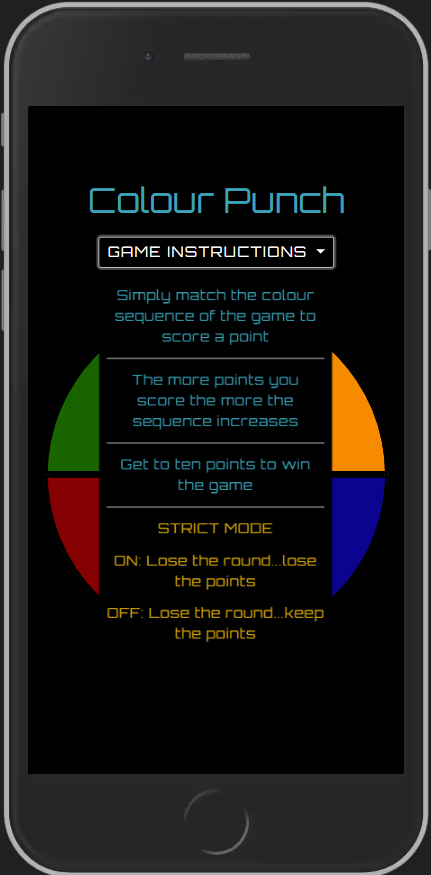 Colour Punch
GAME INSTRUCTIONS
Simply match the colour
sequence of the game to
score a point
The more points you
score the more the
sequence increases
Get to ten points to win
the game
STRICT MODE
ON: Lose the round...lose
the points
OFF: Lose the round...keep
the points